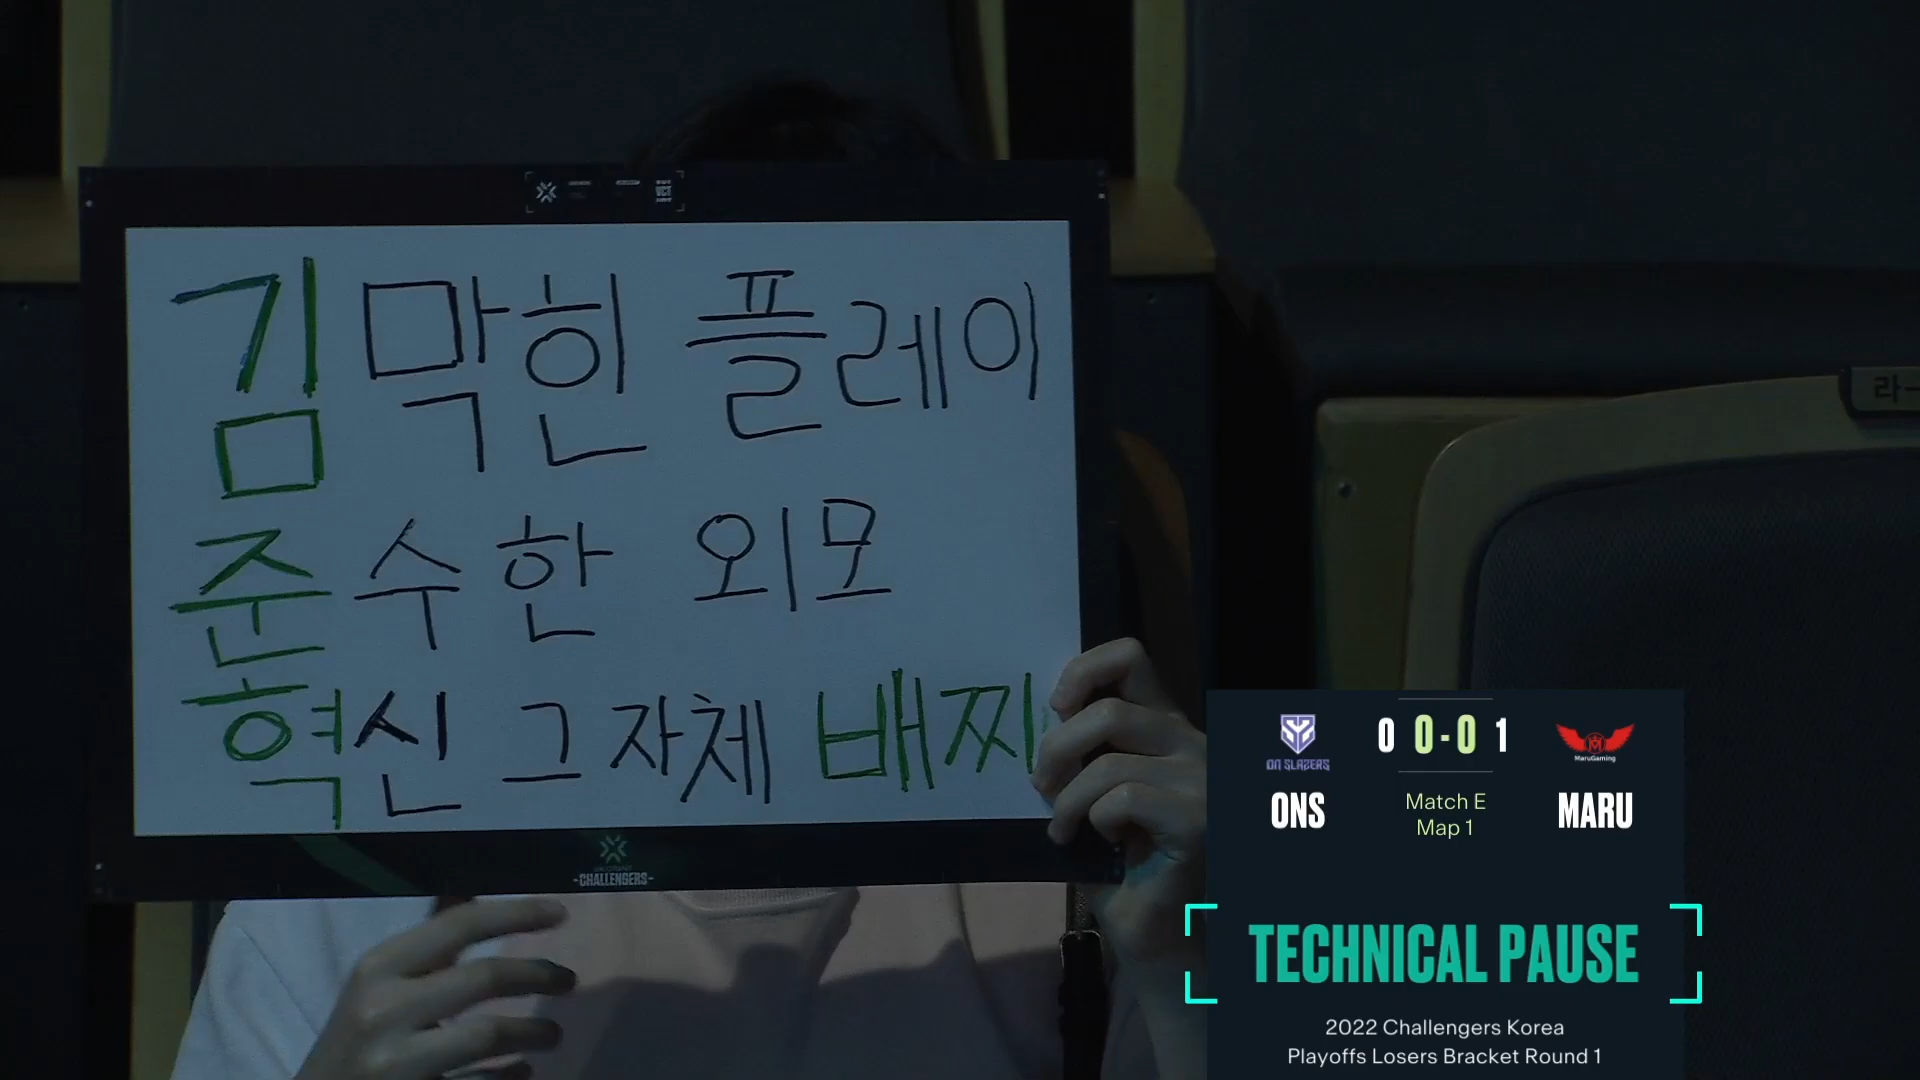 김막힌 플레이
준수한 외모
혁신 그 자체 배찌
VCT
CHALLENGERS
라
0 0-0 1
ON SLAZERS
MaruGaming
ONS
MARU
Match E
Map 1
TECHNICAL PAUSE
2022 Challengers Korea
Playoffs Losers Bracket Round 1